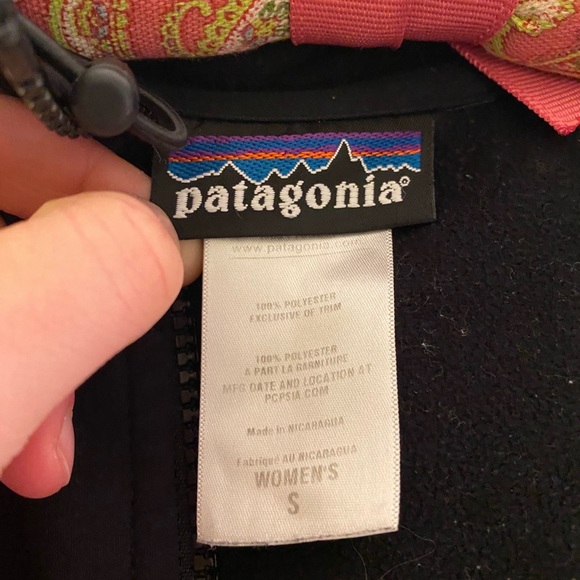 patagonia®
www.patagonia.com
100% POLYESTER
EXCLUSIVE OF TRIM
100% POLYESTER
A PART LA GARNITURE
MFG DATE AND LOCATION AT
PCPSIA.COM
Made in NICARAGUA
Fabriqué AU NICARAGUA
WOMEN'S
S